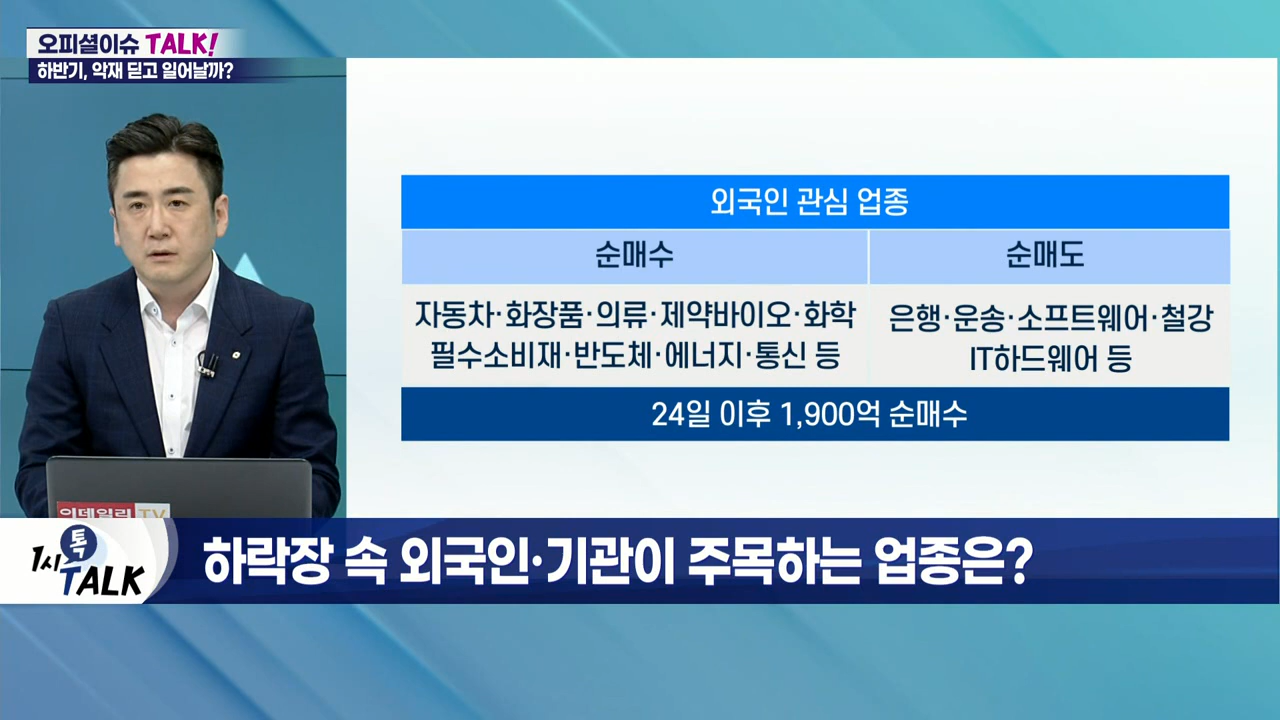 오피셜이슈 TALK!
하반기, 악재 딛고 일어날까?
외국인 관심 업종
순매수
순매도
자동차·화장품·의류·제약바이오·화학
필수소비재·반도체·에너지·통신 등
은행·운송·소프트웨어·철강
IT하드웨어 등
24일 이후 1,900억 순매수
이데일리 TV
1시 톡
TALK
하락장 속 외국인·기관이 주목하는 업종은?